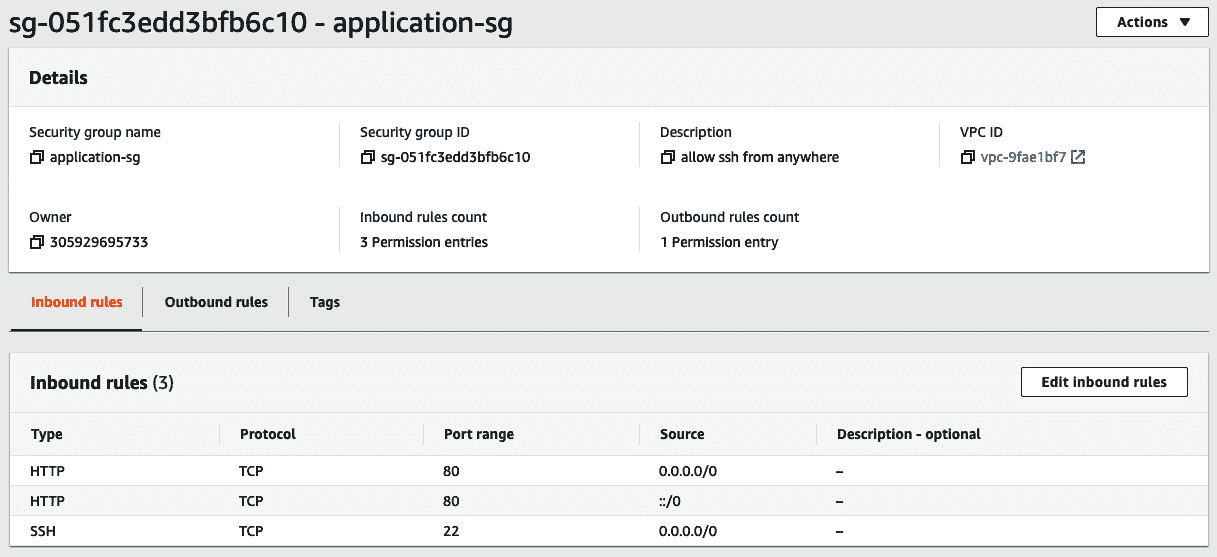 sg-051fc3edd3bfb6c10 - application-sg
Actions
Details
Security group name
application-sg
Security group ID
sg-051fc3edd3bfb6c10
Description
allow ssh from anywhere
VPC ID
vpc-9fae1bf7
Owner
305929695733
Inbound rules count
3 Permission entries
Outbound rules count
1 Permission entry
Inbound rules Outbound rules Tags
Inbound rules (3)
Edit inbound rules
Type Protocol Port range Source Description - optional
HTTP TCP 80 0.0.0.0/0 –
HTTP TCP 80 ::/0 –
SSH TCP 22 0.0.0.0/0 –